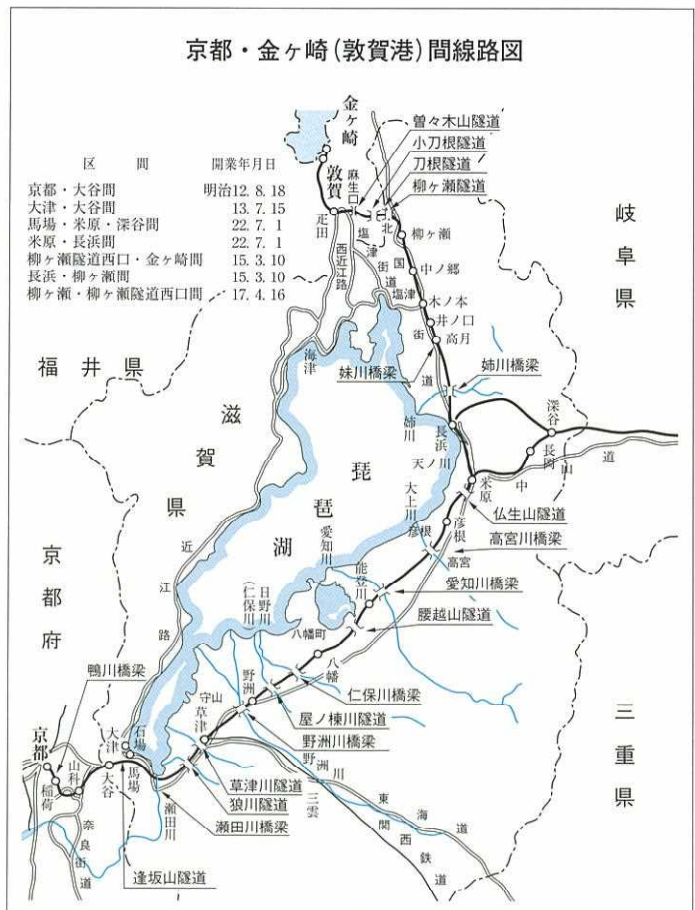 京都・金ヶ崎(敦賀港)間線路図
区　間　開業年月日
京都・大谷間　明治12.8.18
大津・大谷間　13.7.15
馬場・米原・深谷間　22.7.1
米原・長浜間　22.7.1
柳ヶ瀬隧道西口・金ヶ崎間　15.3.10
長浜・柳ヶ瀬間　15.3.10
柳ヶ瀬・柳ヶ瀬隧道西口間　17.4.16
金ヶ崎
敦賀
疋田
麻生口
曽々木山隧道
小刀根隧道
刀根隧道
柳ヶ瀬隧道
岐阜県
柳ヶ瀬
中ノ郷
木ノ本
井ノ口
高月
西近江路
塩津街道
北国街道
塩津
海津
福井県
滋賀県
妹川橋梁
姉川橋梁
姉川
長浜
深谷
長岡
中山道
天ノ川
米原
仏生山隧道
琵琶湖
大上川
彦根
彦根
高宮
高宮川橋梁
愛知川
能登川
愛知川橋梁
腰越山隧道
京都府
近江路
日野川
(仁保川)
八幡町
八幡
仁保川橋梁
屋ノ棟川隧道
野洲川橋梁
野洲
守山
草津
野洲川
三雲
三重県
東海道
関西鉄道
草津川隧道
狼川隧道
瀬田川橋梁
瀬田川
鴨川橋梁
京都
稲荷
山科
大谷
大津
石場
馬場
奈良街道
逢坂山隧道